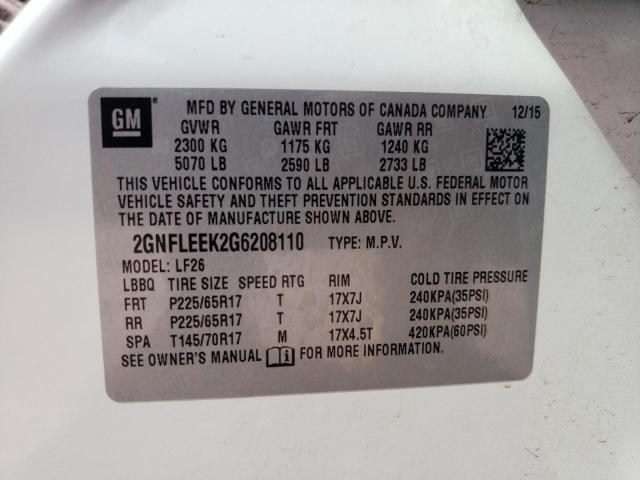 GM
MFD BY GENERAL MOTORS OF CANADA COMPANY 12/15
GVWR GAWR FRT GAWR RR
2300 KG 1175 KG 1240 KG
5070 LB 2590 LB 2733 LB
THIS VEHICLE CONFORMS TO ALL APPLICABLE U.S. FEDERAL MOTOR
VEHICLE SAFETY AND THEFT PREVENTION STANDARDS IN EFFECT ON
THE DATE OF MANUFACTURE SHOWN ABOVE.
2GNFLEEK2G6208110 TYPE: M.P.V.
MODEL: LF26
LBBQ TIRE SIZE SPEED RTG RIM COLD TIRE PRESSURE
FRT P225/65R17 T 17X7J 240KPA(35PSI)
RR P225/65R17 T 17X7J 240KPA(35PSI)
SPA T145/70R17 M 17X4.5T 420KPA(60PSI)
SEE OWNER'S MANUAL FOR MORE INFORMATION.